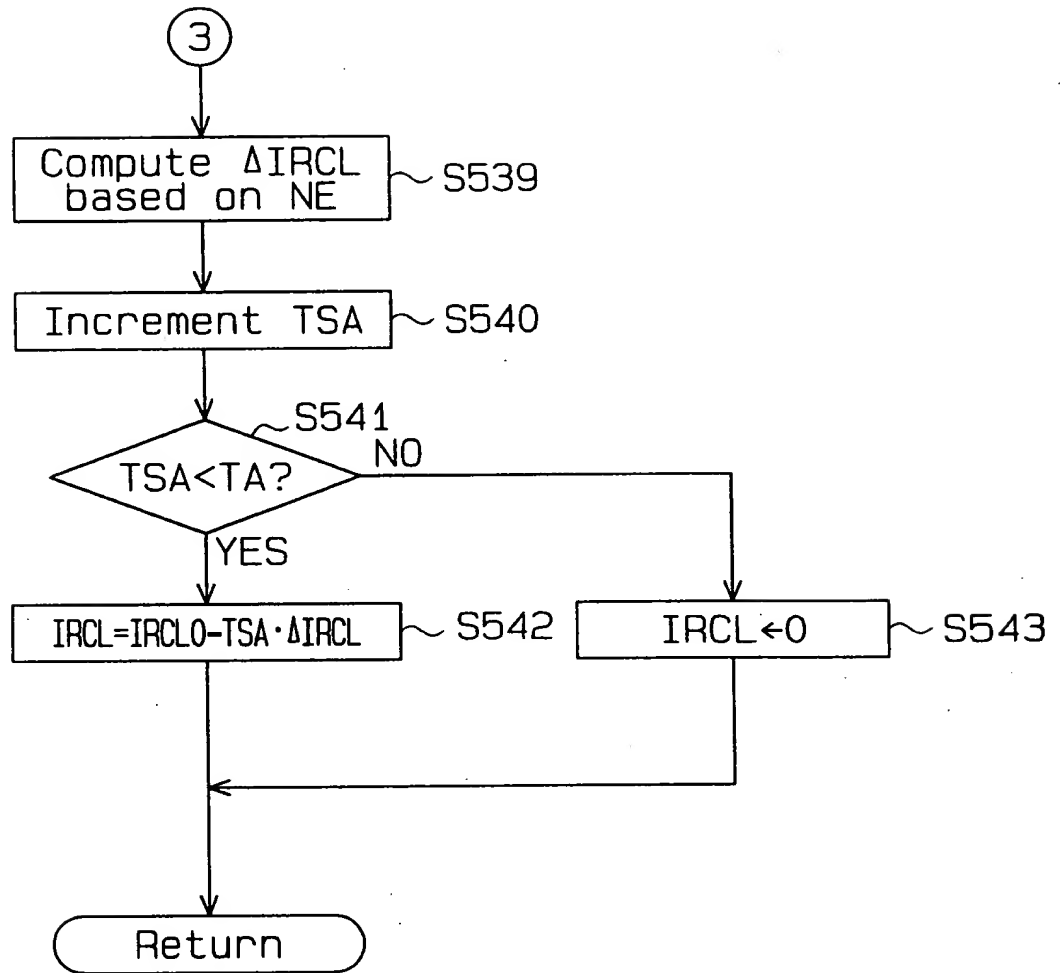 3
Compute ΔIRCL
based on NE
S539
Increment TSA
S540
S541
TSA<TA?
NO
YES
IRCL=IRCL0-TSA·ΔIRCL
S542
IRCL←0
S543
Return